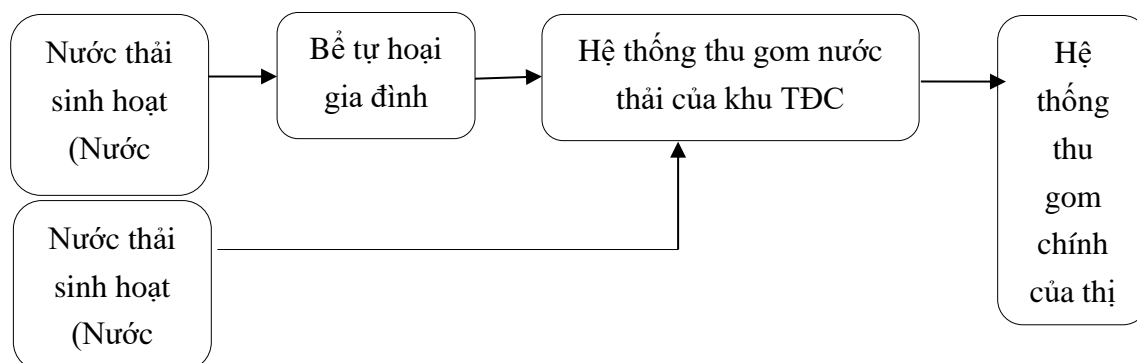 Nước thải
sinh hoạt
(Nước
Bể tự hoại
gia đình
Hệ thống thu gom nước
thải của khu TĐC
Hệ
thống
thu
gom
chính
của thị
Nước thải
sinh hoạt
(Nước